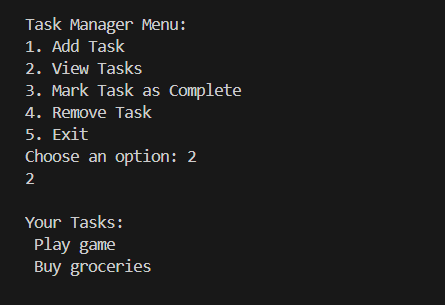 Task Manager Menu:
1. Add Task
2. View Tasks
3. Mark Task as Complete
4. Remove Task
5. Exit
Choose an option: 2
2
Your Tasks:
Play game
Buy groceries